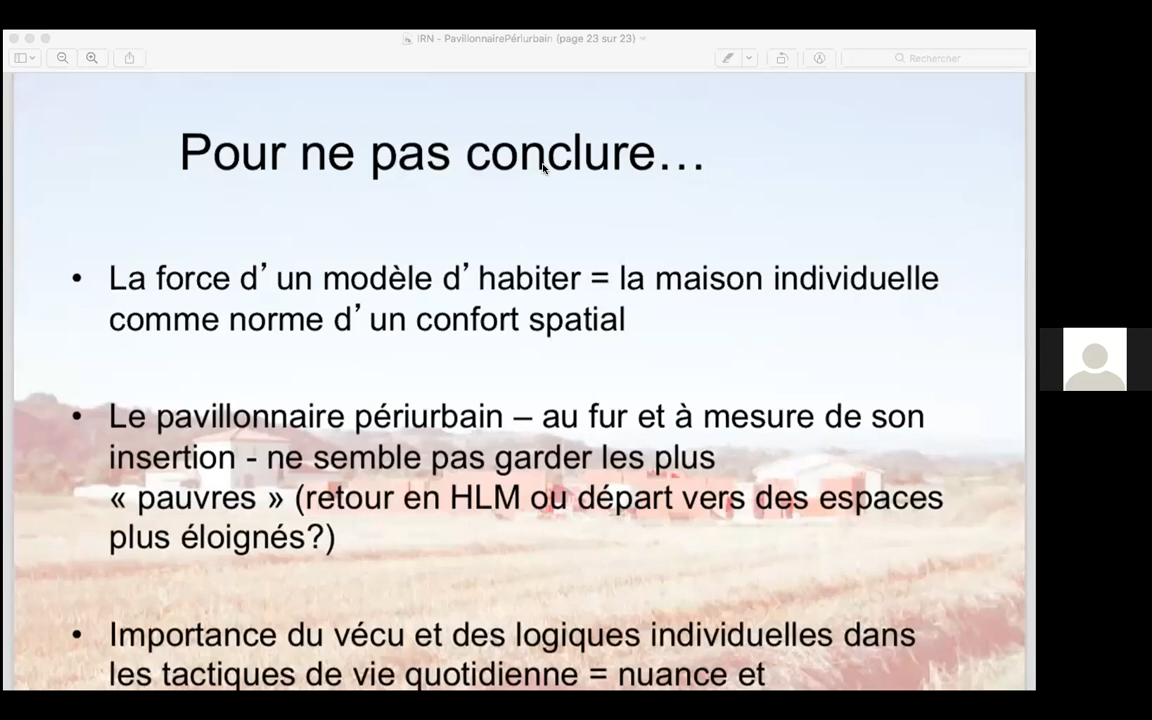 IRN - PavillonnairePériurbain (page 23 sur 23)
Rechercher
Pour ne pas conclure…
• La force d’un modèle d’habiter = la maison individuelle
comme norme d’un confort spatial
• Le pavillonnaire périurbain – au fur et à mesure de son
insertion - ne semble pas garder les plus
« pauvres » (retour en HLM ou départ vers des espaces
plus éloignés?)
• Importance du vécu et des logiques individuelles dans
les tactiques de vie quotidienne = nuance et